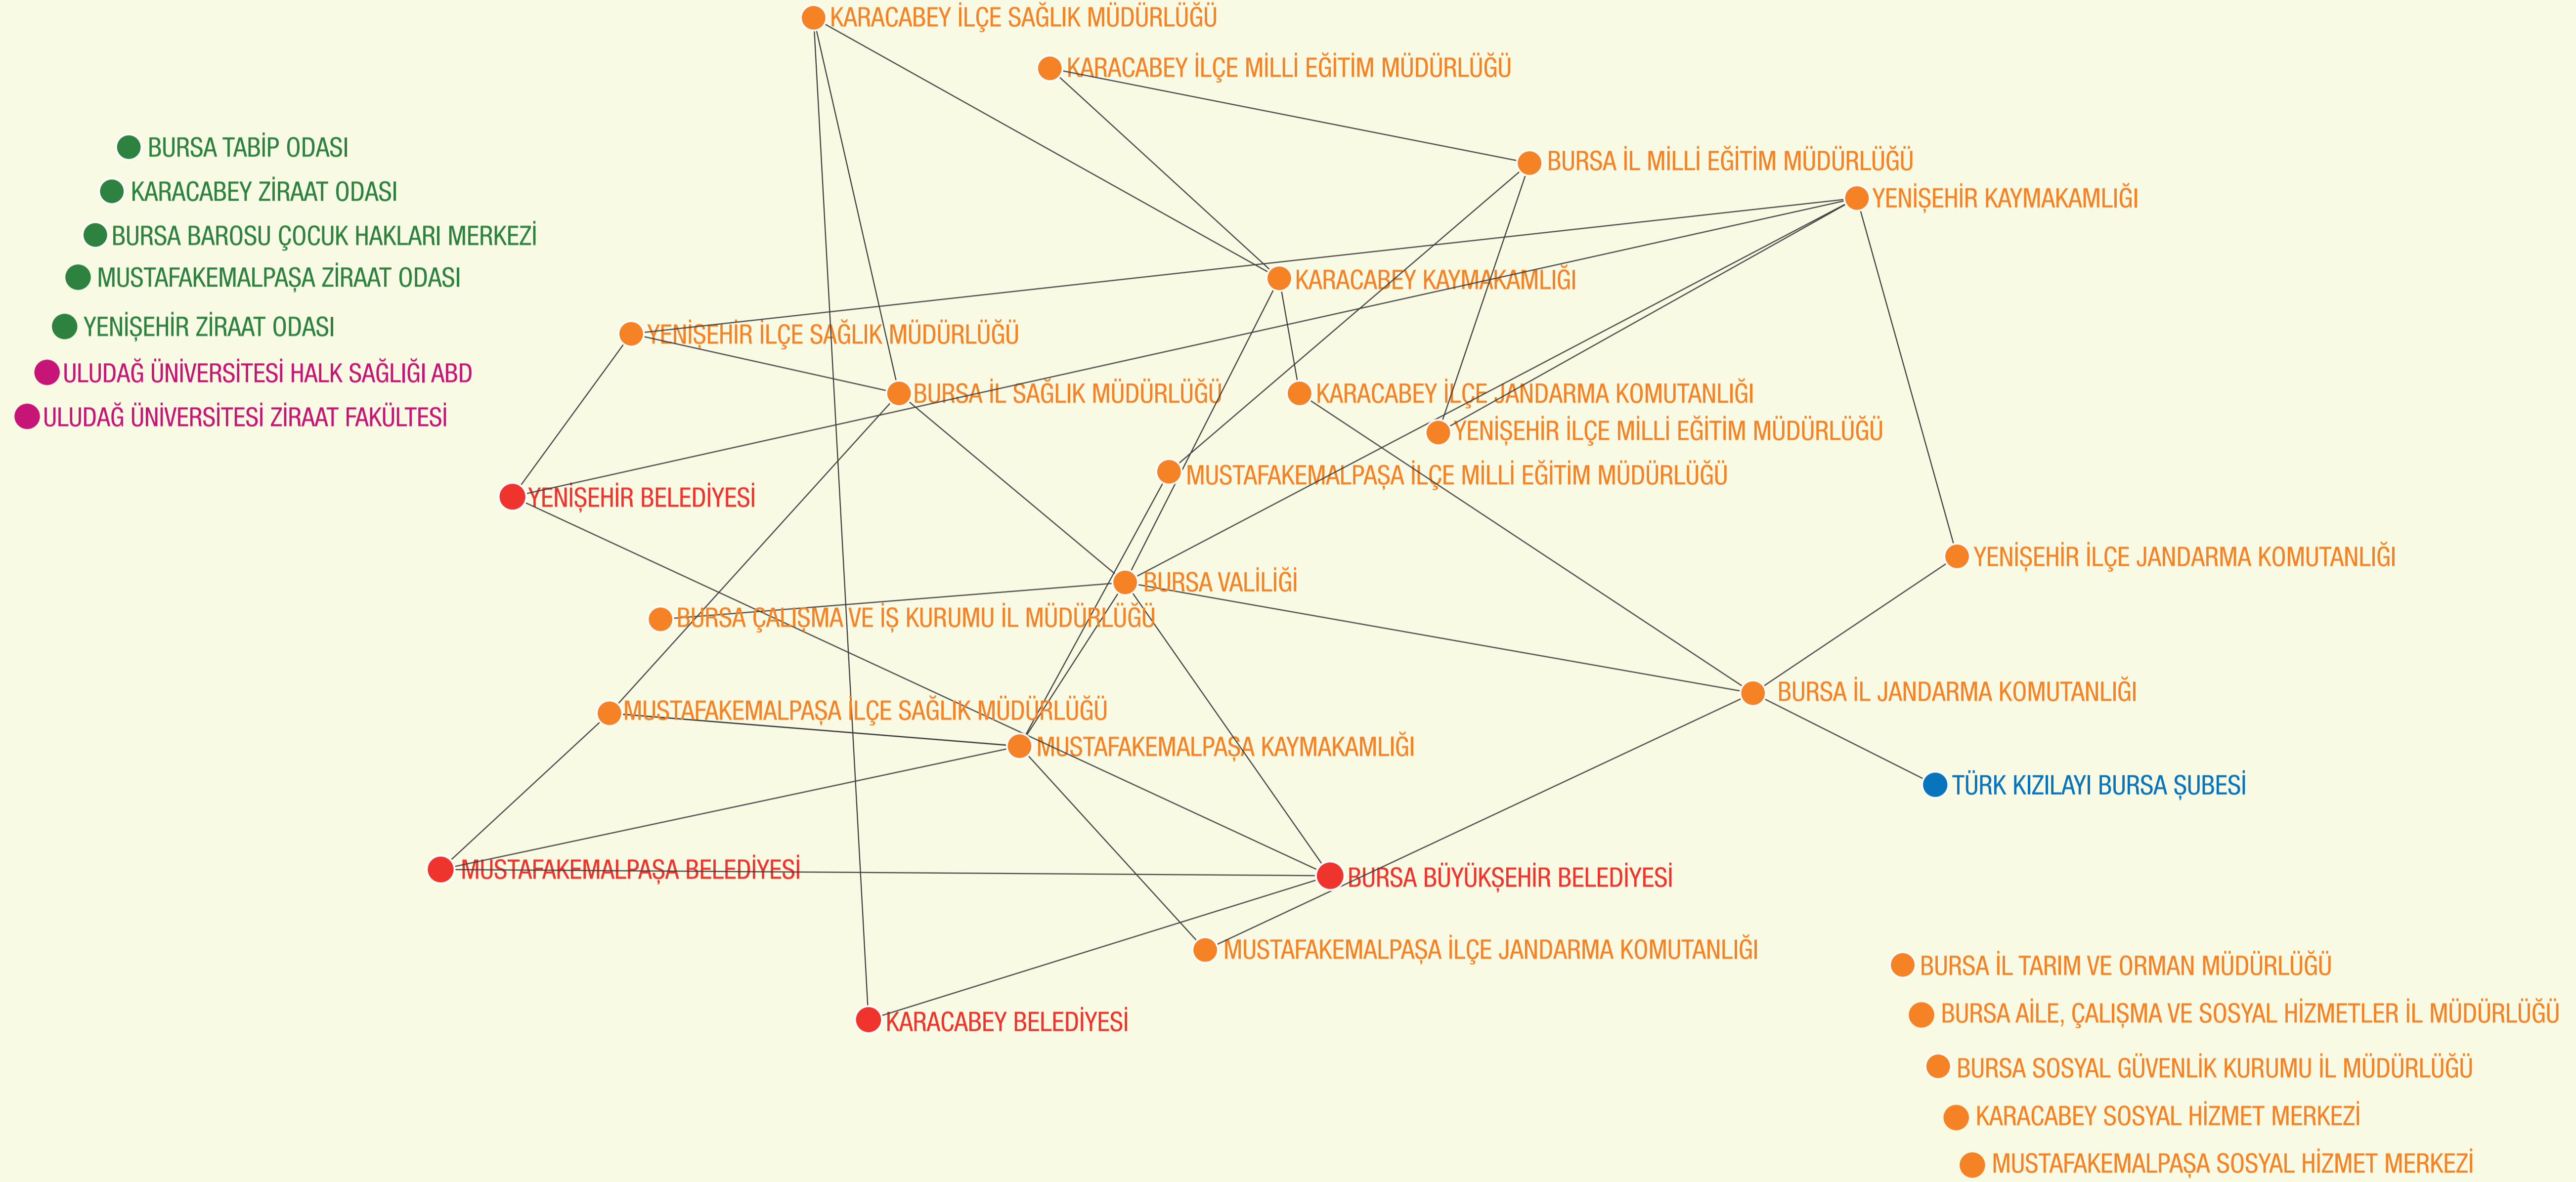 KARACABEY İLÇE SAĞLIK MÜDÜRLÜĞÜ
KARACABEY İLÇE MİLLİ EĞİTİM MÜDÜRLÜĞÜ
BURSA TABİP ODASI
BURSA İL MİLLİ EĞİTİM MÜDÜRLÜĞÜ
KARACABEY ZİRAAT ODASI
YENİŞEHİR KAYMAKAMLIĞI
BURSA BAROSU ÇOCUK HAKLARI MERKEZİ
MUSTAFAKEMALPAŞA ZİRAAT ODASI
KARACABEY KAYMAKAMLIĞI
YENİŞEHİR ZİRAAT ODASI
YENİŞEHİR İLÇE SAĞLIK MÜDÜRLÜĞÜ
ULUDAĞ ÜNİVERSİTESİ HALK SAĞLIĞI ABD
BURSA İL SAĞLIK MÜDÜRLÜĞÜ
KARACABEY İLÇE JANDARMA KOMUTANLIĞI
ULUDAĞ ÜNİVERSİTESİ ZİRAAT FAKÜLTESİ
YENİŞEHİR İLÇE MİLLİ EĞİTİM MÜDÜRLÜĞÜ
MUSTAFAKEMALPAŞA İLÇE MİLLİ EĞİTİM MÜDÜRLÜĞÜ
YENİŞEHİR BELEDİYESİ
YENİŞEHİR İLÇE JANDARMA KOMUTANLIĞI
BURSA VALİLİĞİ
BURSA ÇALIŞMA VE İŞ KURUMU İL MÜDÜRLÜĞÜ
BURSA İL JANDARMA KOMUTANLIĞI
MUSTAFAKEMALPAŞA İLÇE SAĞLIK MÜDÜRLÜĞÜ
MUSTAFAKEMALPAŞA KAYMAKAMLIĞI
TÜRK KIZILAYI BURSA ŞUBESİ
MUSTAFAKEMALPAŞA BELEDİYESİ
BURSA BÜYÜKŞEHİR BELEDİYESİ
MUSTAFAKEMALPAŞA İLÇE JANDARMA KOMUTANLIĞI
BURSA İL TARIM VE ORMAN MÜDÜRLÜĞÜ
BURSA AİLE, ÇALIŞMA VE SOSYAL HİZMETLER İL MÜDÜRLÜĞÜ
KARACABEY BELEDİYESİ
BURSA SOSYAL GÜVENLİK KURUMU İL MÜDÜRLÜĞÜ
KARACABEY SOSYAL HİZMET MERKEZİ
MUSTAFAKEMALPAŞA SOSYAL HİZMET MERKEZİ